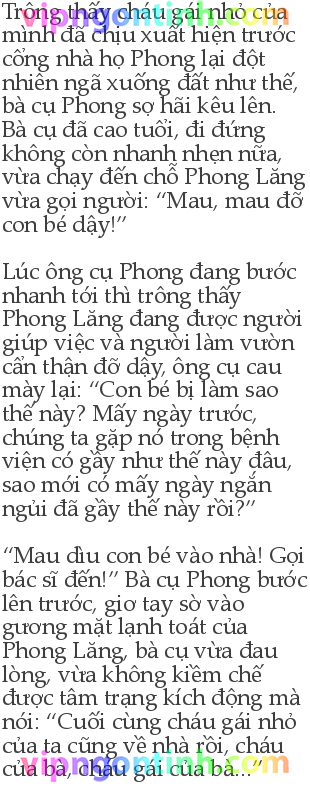 Trông thấy cháu gái nhỏ của
mình đã chịu xuất hiện trước
cổng nhà họ Phong lại đột
nhiên ngã xuống đất như thế,
bà cụ Phong sợ hãi kêu lên.
Bà cụ đã cao tuổi, đi đứng
không còn nhanh nhẹn nữa,
vừa chạy đến chỗ Phong Lăng
vừa gọi người: “Mau, mau đỡ
con bé dậy!”
Lúc ông cụ Phong đang bước
nhanh tới thì trông thấy
Phong Lăng đang được người
giúp việc và người làm vườn
cẩn thận đỡ dậy, ông cụ cau
mày lại: “Con bé bị làm sao
thế này? Mấy ngày trước,
chúng ta gặp nó trong bệnh
viện có gầy như thế này đâu,
sao mới có mấy ngày ngắn
ngủi đã gầy thế này rồi?”
“Mau dìu con bé vào nhà! Gọi
bác sĩ đến!” Bà cụ Phong bước
lên trước, giơ tay sờ vào
gương mặt lạnh toát của
Phong Lăng, bà cụ vừa đau
lòng, vừa không kiềm chế
được tâm trạng kích động mà
nói: “Cuối cùng cháu gái nhỏ
của ta cũng về nhà rồi, cháu
của bà, cháu gái của bà...”
vipngontinh.com
vipngontinh.com
vipngontinh.com